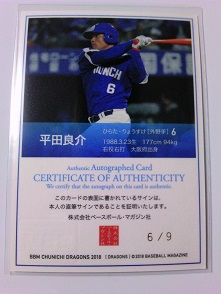 UNCH
6
平田良介
ひらた・りょうすけ【外野手】 6
1988.3.23生 177cm 94kg
右投右打 大阪府出身
Authentic Autographed Card
CERTIFICATE OF AUTHENTICITY
We certify that the autograph on this card is authentic.
このカードの表面に書かれているサインは、
本人の直筆サインであることを証明いたします。
株式会社ベースボール・マガジン社
6/9
BBM CHUNICHI DRAGONS 2018 | DRAGONS | © 2018 BASEBALL MAGAZINE